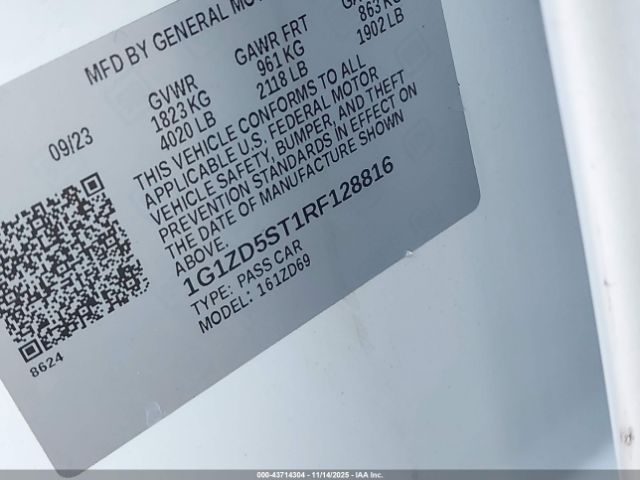 MFD BY GENERAL
GVWR GAWR FRT
1823 KG 961 KG 863 KG
4020 LB 2118 LB 1902 LB
09/23
THIS VEHICLE CONFORMS TO ALL
APPLICABLE U.S. FEDERAL MOTOR
VEHICLE SAFETY, BUMPER, AND THEFT
PREVENTION STANDARDS IN EFFECT ON
THE DATE OF MANUFACTURE SHOWN
ABOVE.
1G1ZD5ST1RF128816
TYPE: PASS CAR
MODEL: 161ZD69
8624
000-43714304 - 11/14/2025 - IAA Inc.